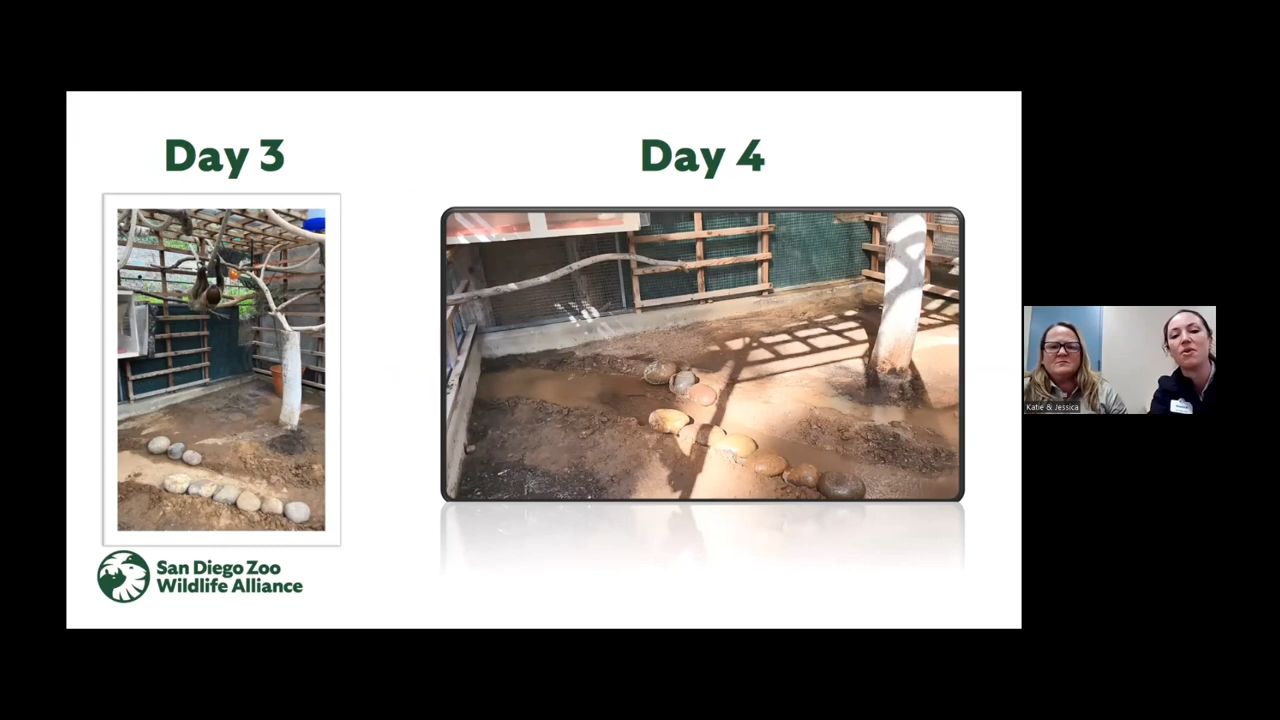 Day 3
Day 4
San Diego Zoo
Wildlife Alliance
Katie & Jessica